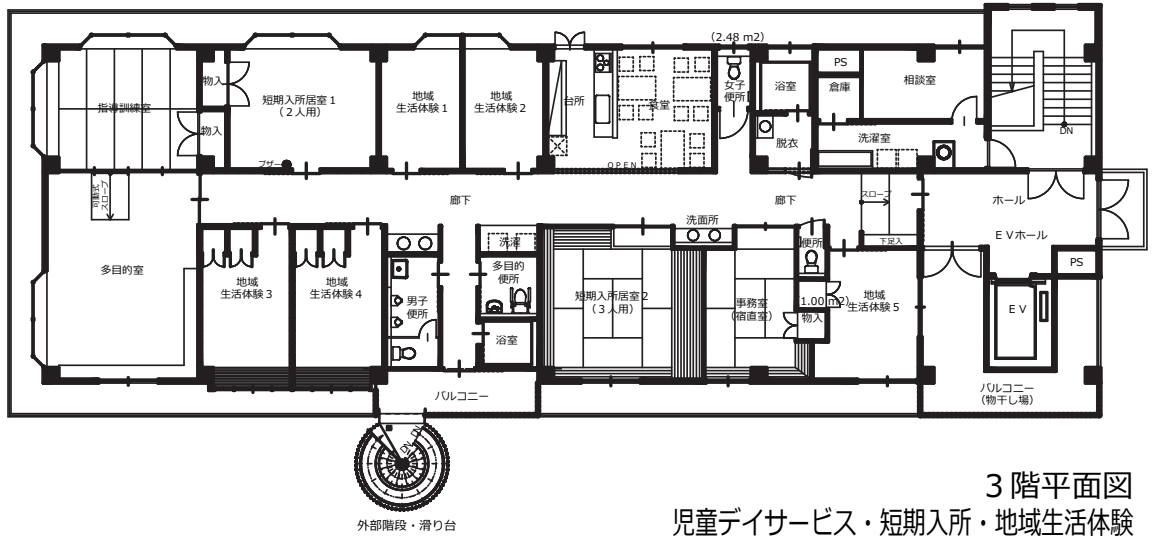 (2.48 m2)
指導訓練室
物入
物入
短期入所居室１
（２人用）
ブザー
地域
生活体験１
地域
生活体験２
台所
食堂
OPEN
女子
便所
浴室
脱衣
PS
倉庫
相談室
洗濯室
DN
可動式
スロープ
廊下
廊下
洗面所
スロープ
下足入
ホール
ＥＶホール
PS
多目的室
地域
生活体験３
地域
生活体験４
男子
便所
洗濯
多目的
便所
浴室
短期入所居室２
（３人用）
事務室
（宿直室）
便所
(1.00 m2)
物入
地域
生活体験５
ＥＶ
バルコニー
バルコニー
（物干し場）
DN
DN
外部階段・滑り台
３階平面図
児童デイサービス・短期入所・地域生活体験